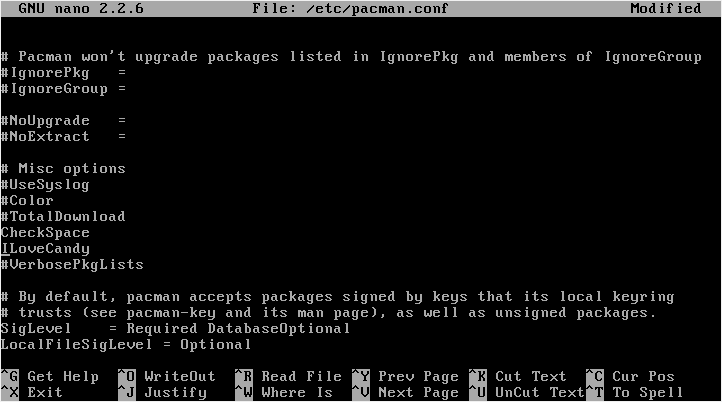 GNU nano 2.2.6 File: /etc/pacman.conf Modified
# Pacman won't upgrade packages listed in IgnorePkg and members of IgnoreGroup
#IgnorePkg   =
#IgnoreGroup =
#NoUpgrade   =
#NoExtract   =
# Misc options
#UseSyslog
#Color
#TotalDownload
CheckSpace
ILoveCandy
#VerbosePkgLists
# By default, pacman accepts packages signed by keys that its local keyring
# trusts (see pacman-key and its man page), as well as unsigned packages.
SigLevel    = Required DatabaseOptional
LocalFileSigLevel = Optional
^G Get Help ^O WriteOut ^R Read File ^Y Prev Page ^K Cut Text ^C Cur Pos
^X Exit ^J Justify ^W Where Is ^V Next Page ^U UnCut Text ^T To Spell